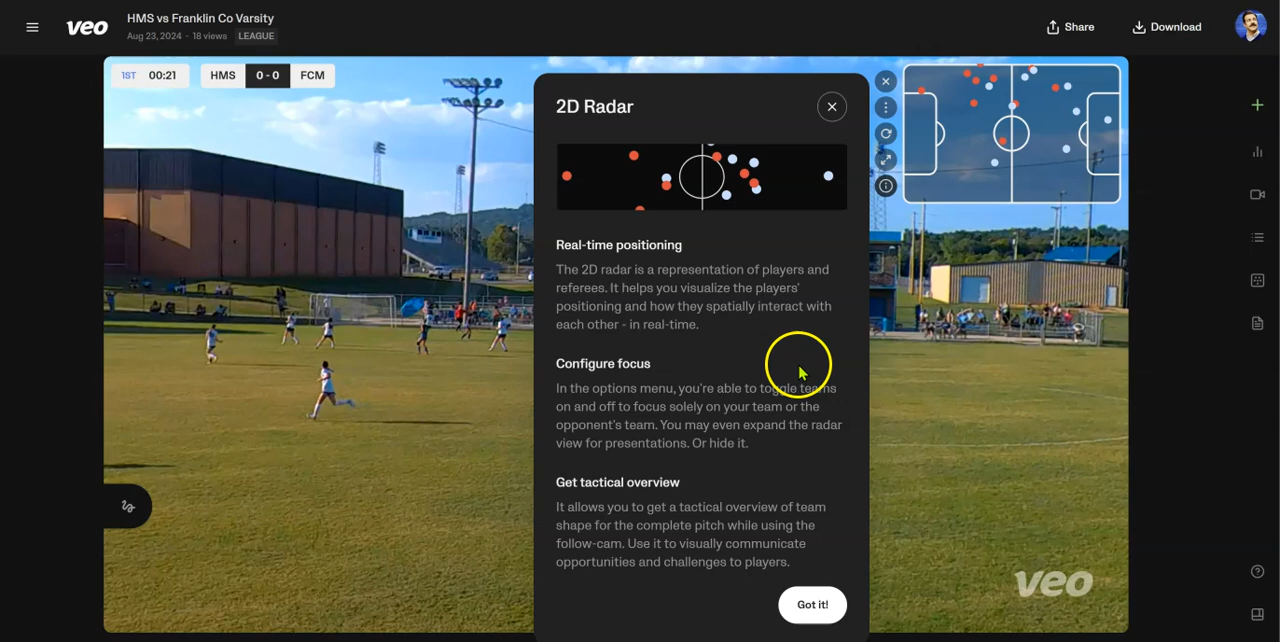 veo
HMS vs Franklin Co Varsity
Aug 23, 2024 - 18 views LEAGUE
Share
Download
1ST 00:21 HMS 0 - 0 FCM
2D Radar
Real-time positioning
The 2D radar is a representation of players and
referees. It helps you visualize the players'
positioning and how they spatially interact with
each other - in real-time.
Configure focus
In the options menu, you're able to toggle teams
on and off to focus solely on your team or the
opponent's team. You may even expand the radar
view for presentations. Or hide it.
Get tactical overview
It allows you to get a tactical overview of team
shape for the complete pitch while using the
follow-cam. Use it to visually communicate
opportunities and challenges to players.
Got it!
veo